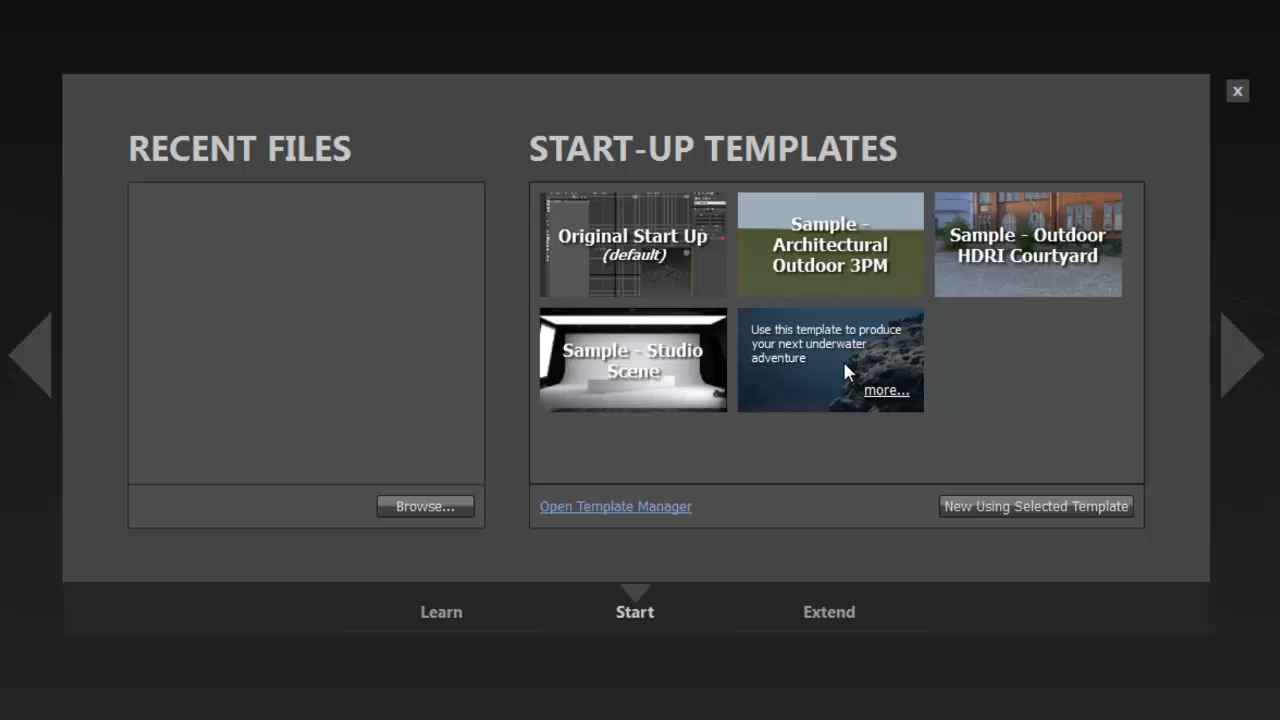 x
RECENT FILES
START-UP TEMPLATES
Original Start Up
(default)
Sample -
Architectural
Outdoor 3PM
Sample - Outdoor
HDRI Courtyard
Sample - Studio
Scene
Use this template to produce
your next underwater
adventure
more...
Browse...
Open Template Manager
New Using Selected Template
Learn
Start
Extend